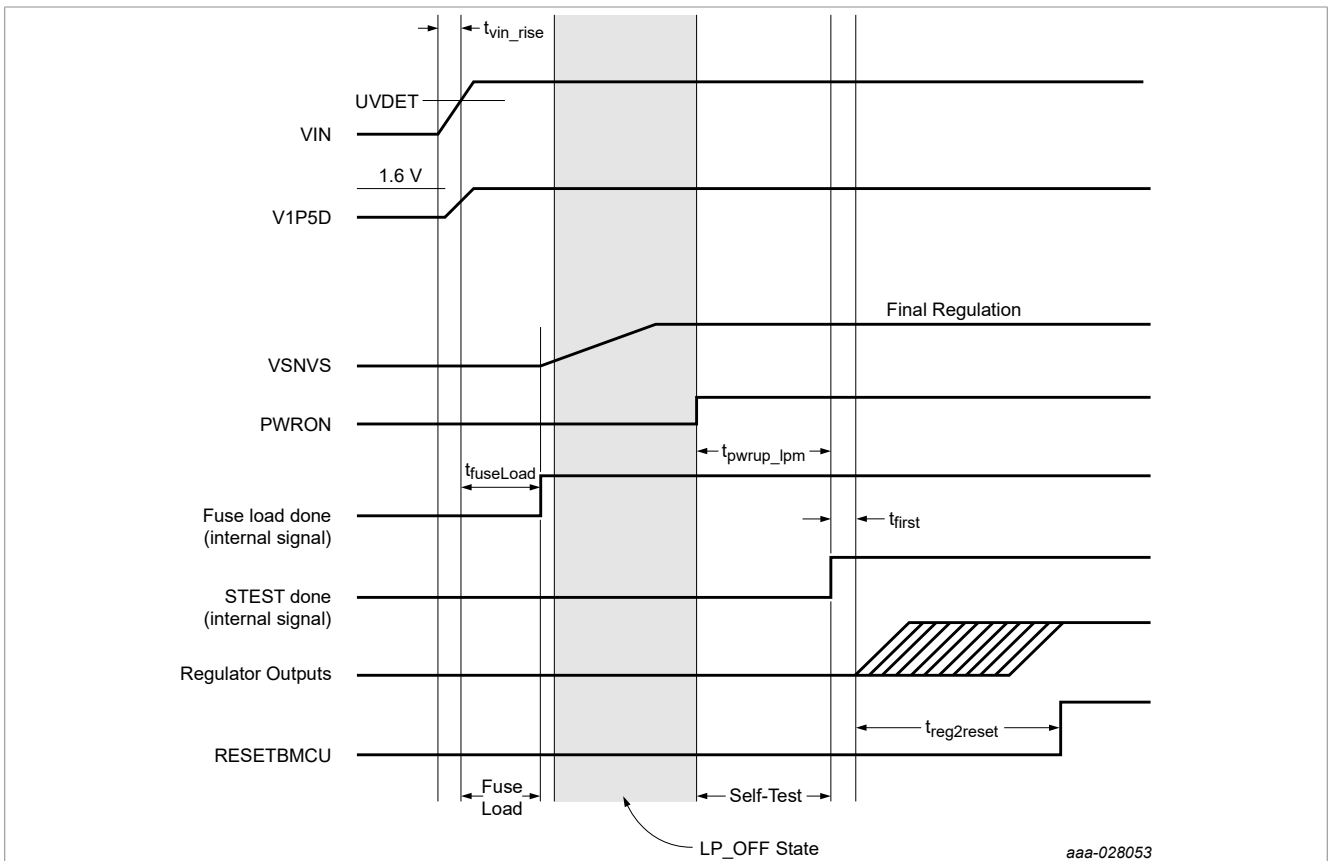 tvin_rise
UVDET
VIN
1.6 V
V1P5D
Final Regulation
VSNVS
PWRON
tpwrup_lpm
tfuseLoad
Fuse load done
(internal signal)
tfirst
STEST done
(internal signal)
Regulator Outputs
treg2reset
RESETBMCU
Fuse
Load
Self-Test
LP_OFF State
aaa-028053